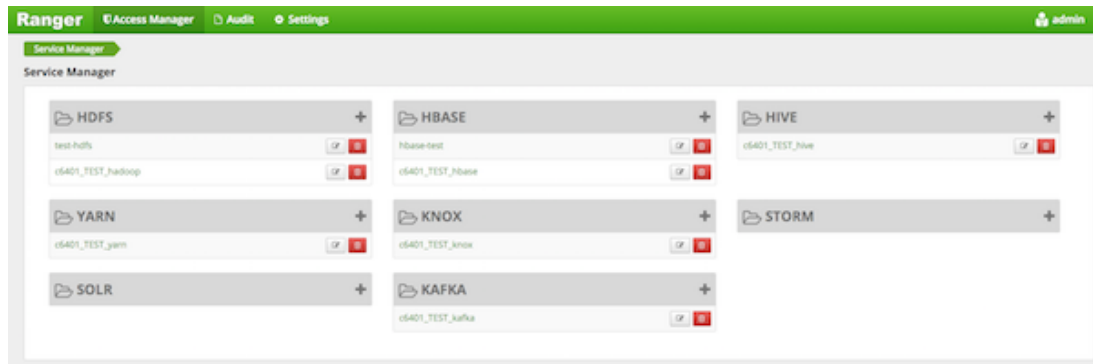 Ranger Access Manager Audit Settings admin
Service Manager
Service Manager
HDFS HBASE HIVE
test-hdfs hbase-test c6401_TEST_hive
c6401_TEST_hadoop c6401_TEST_hbase
YARN KNOX STORM
c6401_TEST_yarn c6401_TEST_knox
SOLR KAFKA
c6401_TEST_kafka